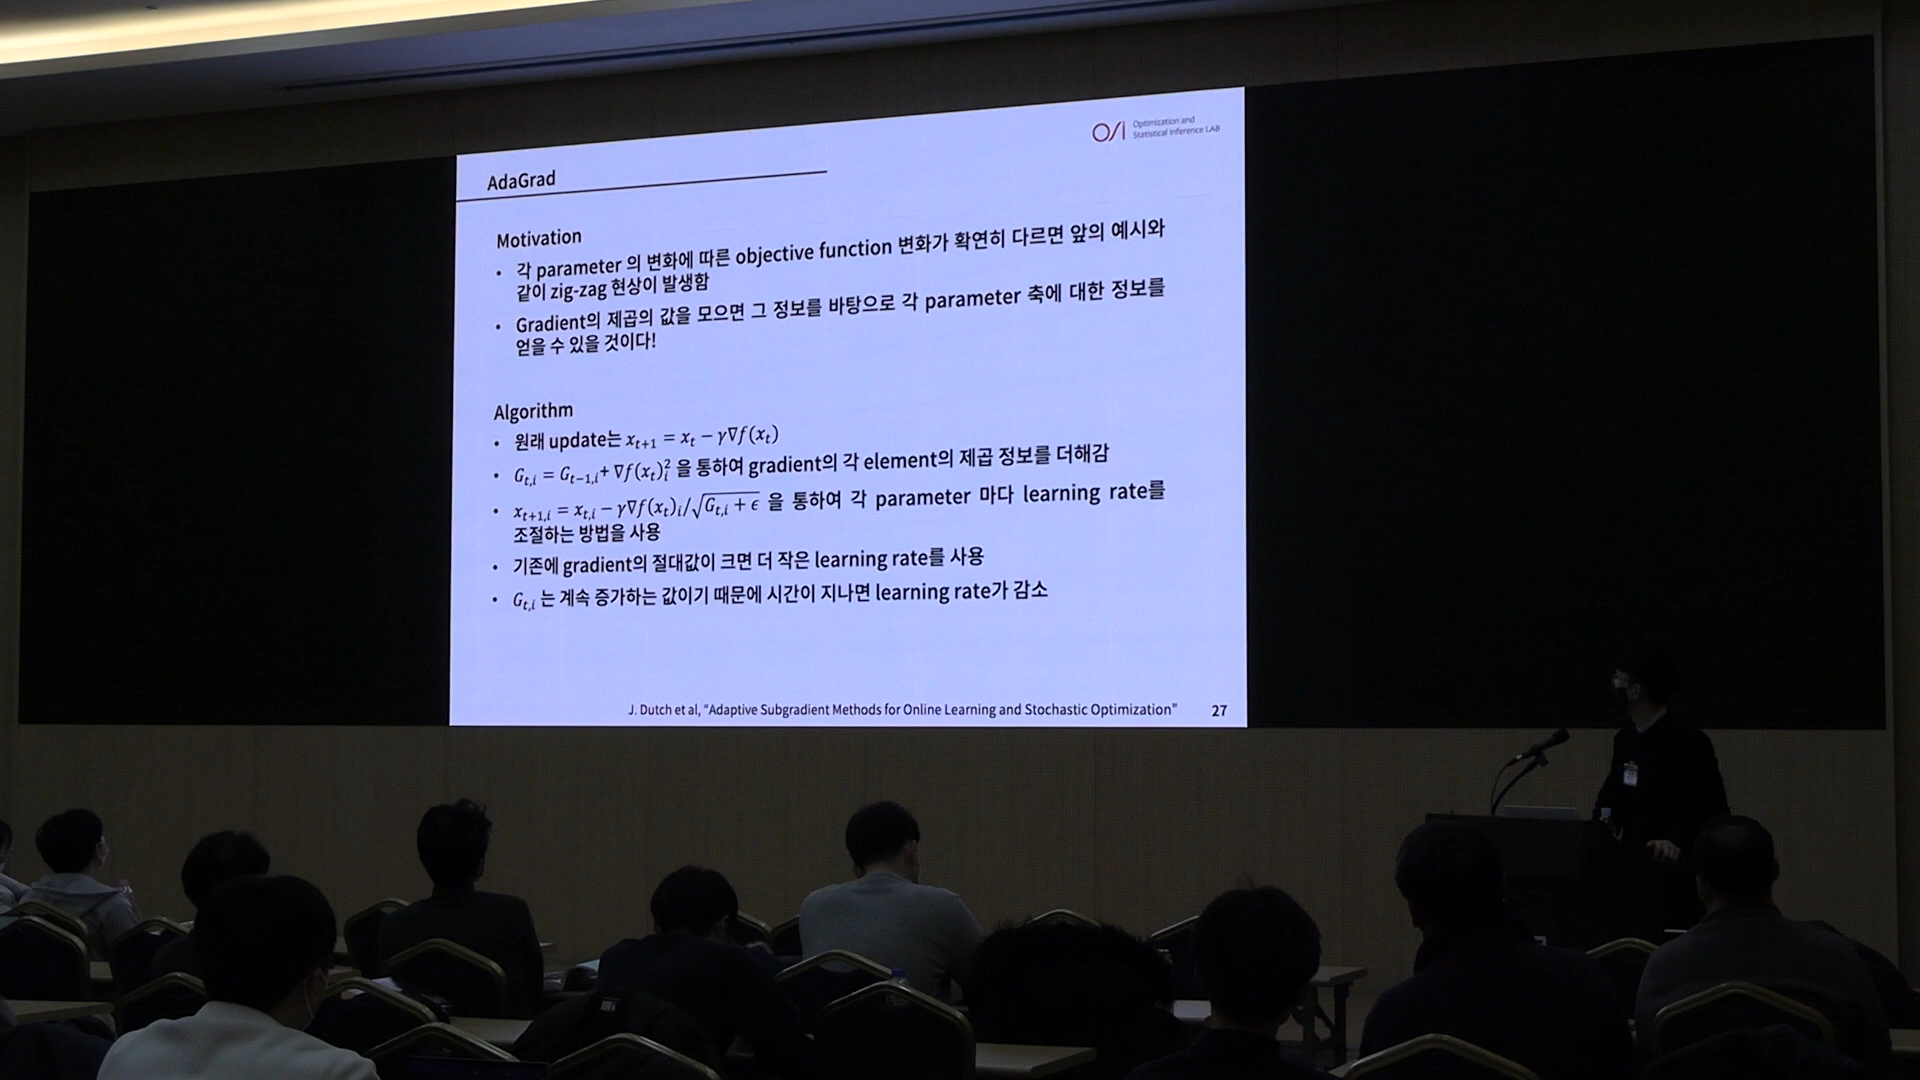 Optimization and
OSI Statistical Inference LAB
AdaGrad
Motivation
• 각 parameter 의 변화에 따른 objective function 변화가 확연히 다르면 앞의 예시와
같이 zig-zag 현상이 발생함
• Gradient의 제곱의 값을 모으면 그 정보를 바탕으로 각 parameter 축에 대한 정보를
얻을 수 있을 것이다!
Algorithm
• 원래 update는 x_{t+1} = x_t − γ∇f(x_t)
• G_{t,i} = G_{t−1,i} + ∇f(x_t)_i^2 을 통하여 gradient의 각 element의 제곱 정보를 더해감
• x_{t+1,i} = x_{t,i} − γ∇f(x_t)_i/√(G_{t,i} + ϵ) 을 통하여 각 parameter 마다 learning rate를
조절하는 방법을 사용
• 기존에 gradient의 절대값이 크면 더 작은 learning rate를 사용
• G_{t,i} 는 계속 증가하는 값이기 때문에 시간이 지나면 learning rate가 감소
J. Dutch et al, “Adaptive Subgradient Methods for Online Learning and Stochastic Optimization” 27